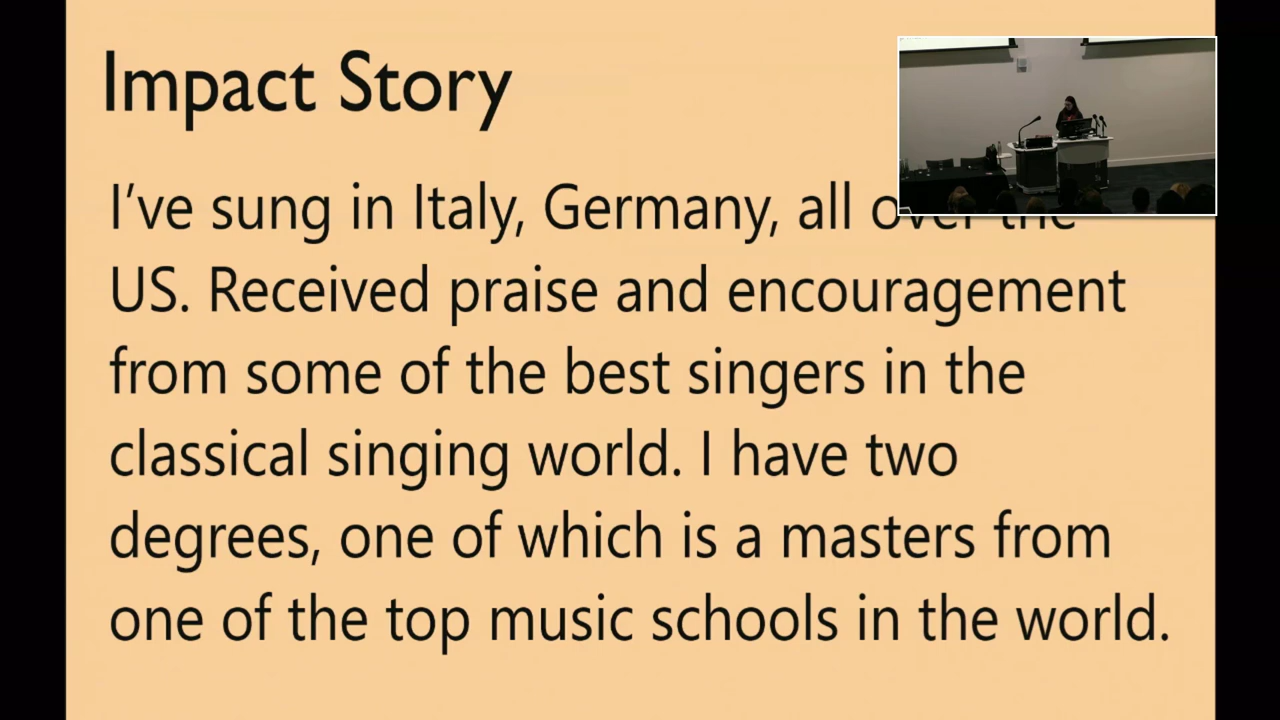 Impact Story
I've sung in Italy, Germany, all over the
US. Received praise and encouragement
from some of the best singers in the
classical singing world. I have two
degrees, one of which is a masters from
one of the top music schools in the world.